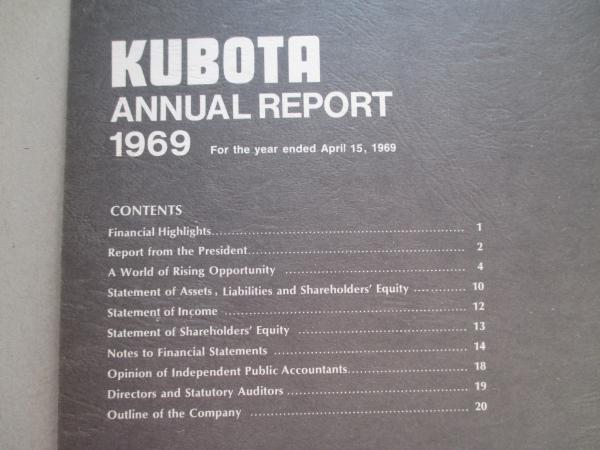 KUBOTA
ANNUAL REPORT
1969 For the year ended April 15, 1969
CONTENTS
Financial Highlights........................................................ 1
Report from the President................................................ 2
A World of Rising Opportunity ........................................ 4
Statement of Assets, Liabilities and Shareholders' Equity ............ 10
Statement of Income ...................................................... 12
Statement of Shareholders' Equity ...................................... 13
Notes to Financial Statements ........................................... 14
Opinion of Independent Public Accountants.......................... 18
Directors and Statutory Auditors ........................................ 19
Outline of the Company ................................................. 20